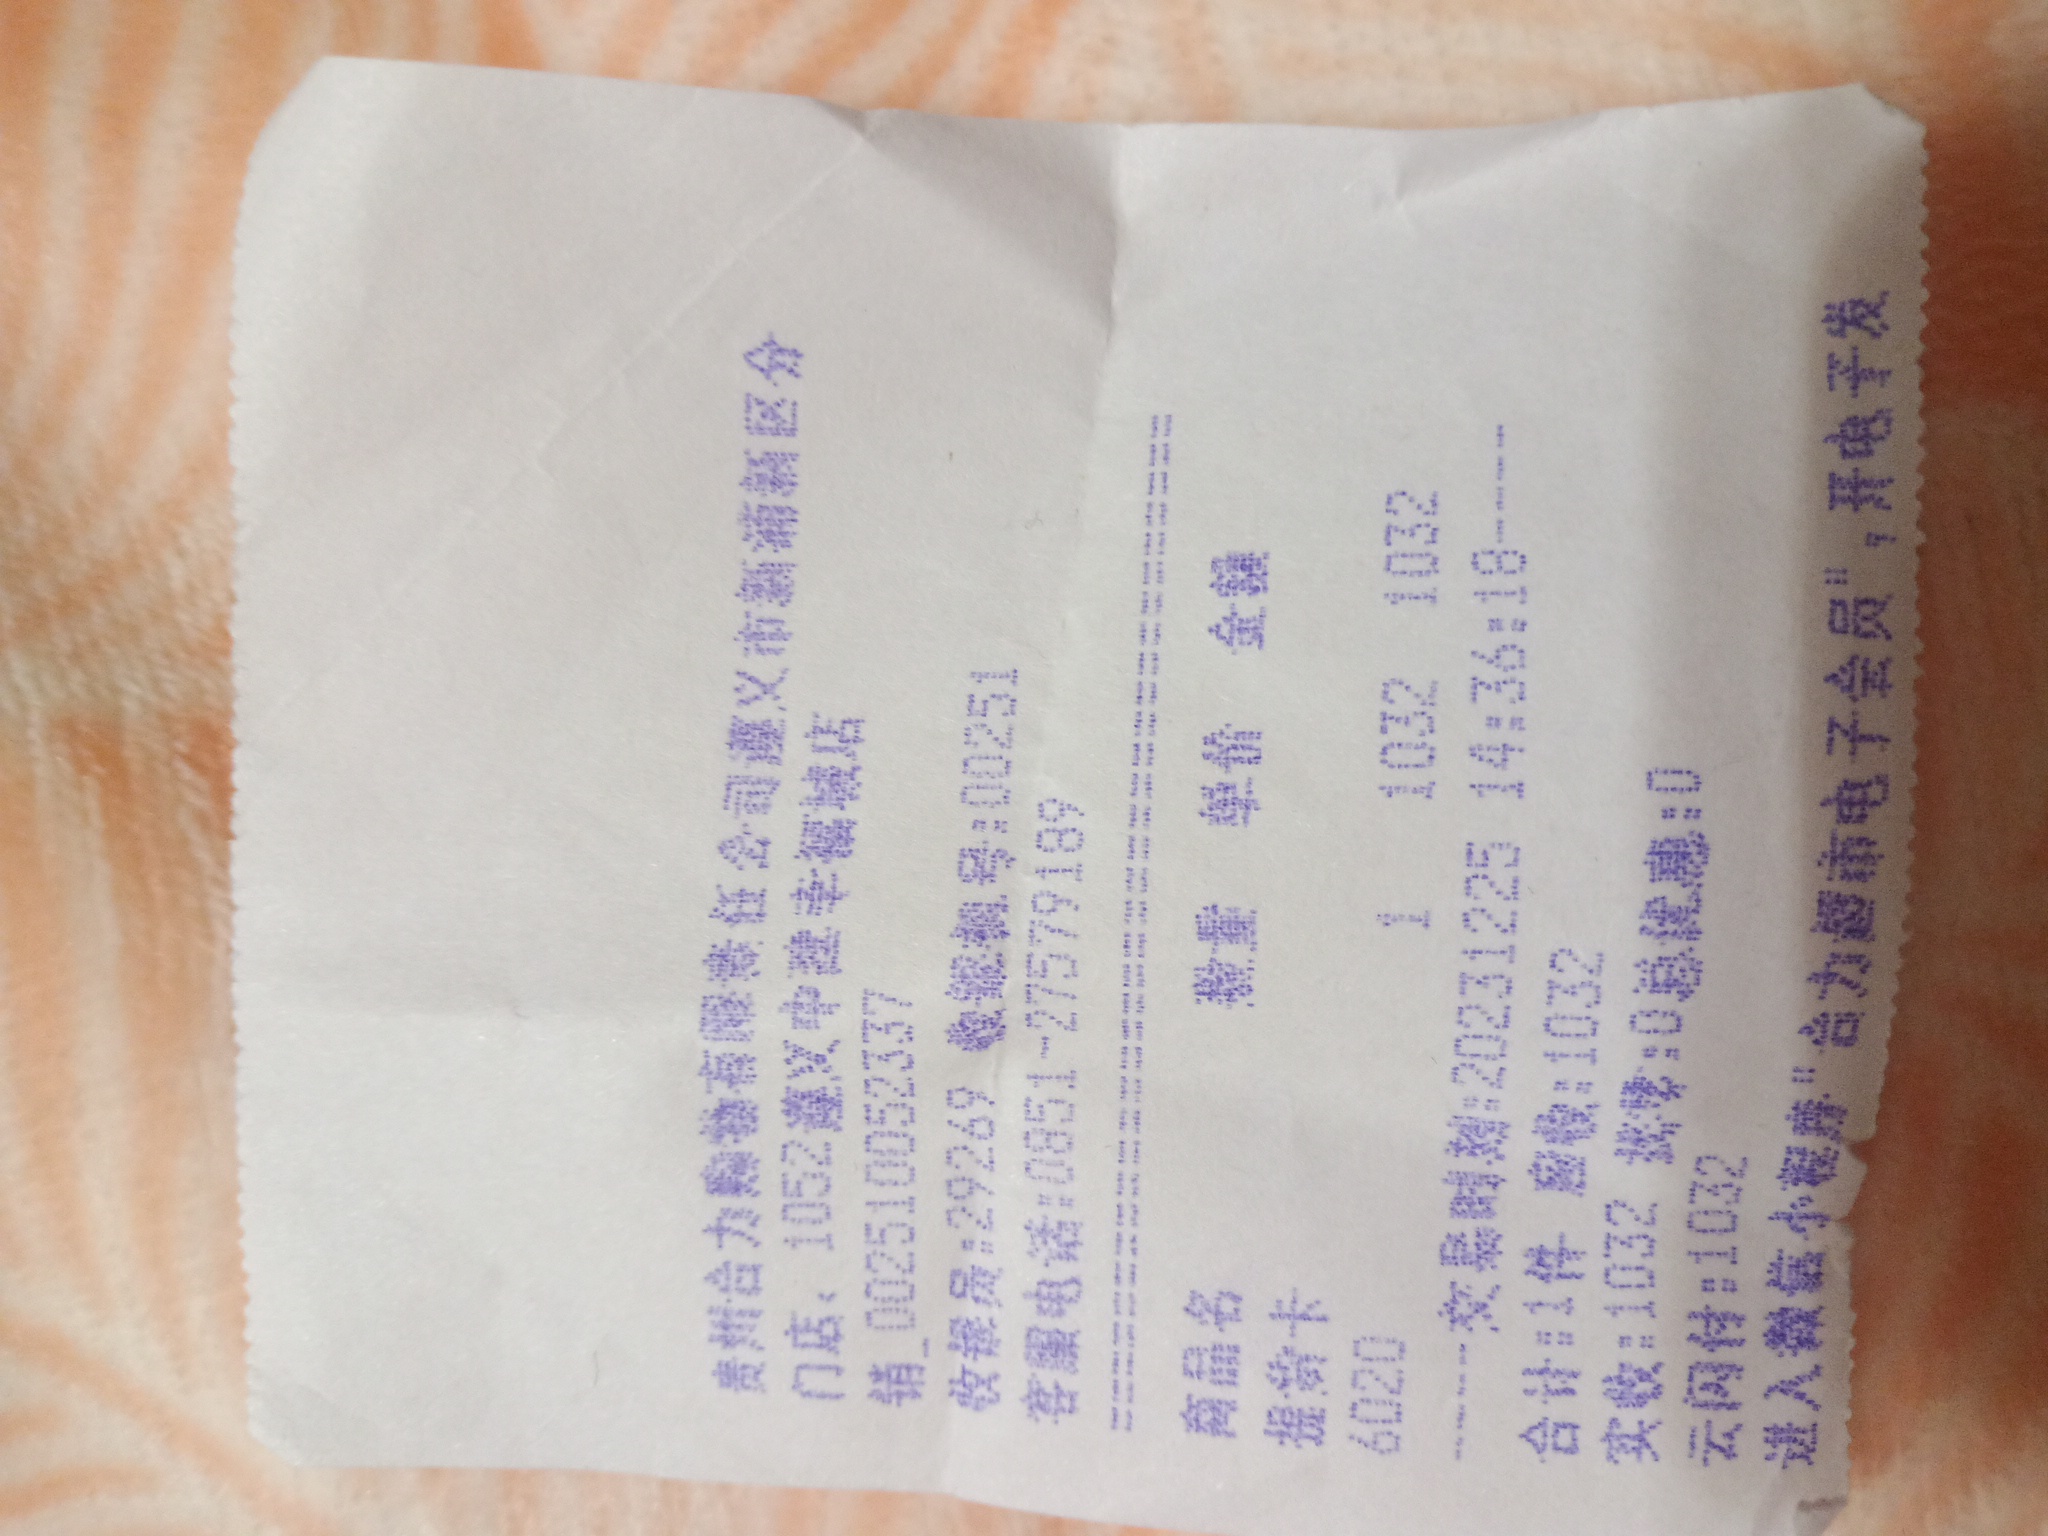 贵州合力购物有限责任公司遵义市新蒲新区分
门店、1052遵义中建幸福城店
销_002510052337
收银员:29269 收银机号:00251
客服电话:0851-27579189
================================
商品名 数量 单价 金额
提货卡
6020 1 1032 1032
----交易时刻:20231225 14:36:18----
合计:1件 应收:1032
实收:1032 找零:0总优惠:0
云闪付:1032
进入微信小程序"合力超市电子会员",开电子发